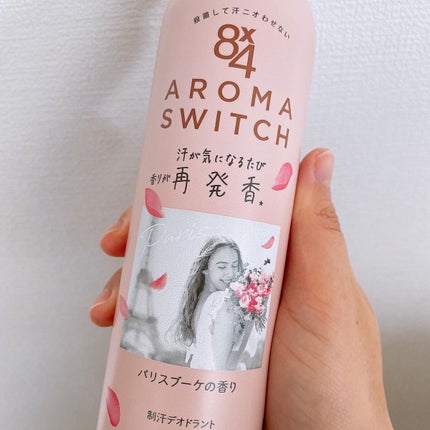 殺菌して汗ニオわせない
8x4
AROMA
SWITCH
汗が気になるたび
香りが再発香。
Paris
パリスブーケの香り
制汗デオドラント